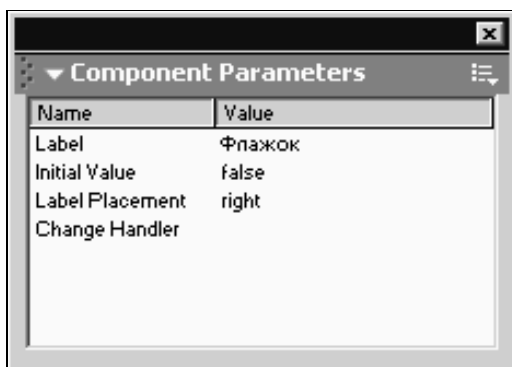 Component Parameters
Name Value
Label Флажок
Initial Value false
Label Placement right
Change Handler